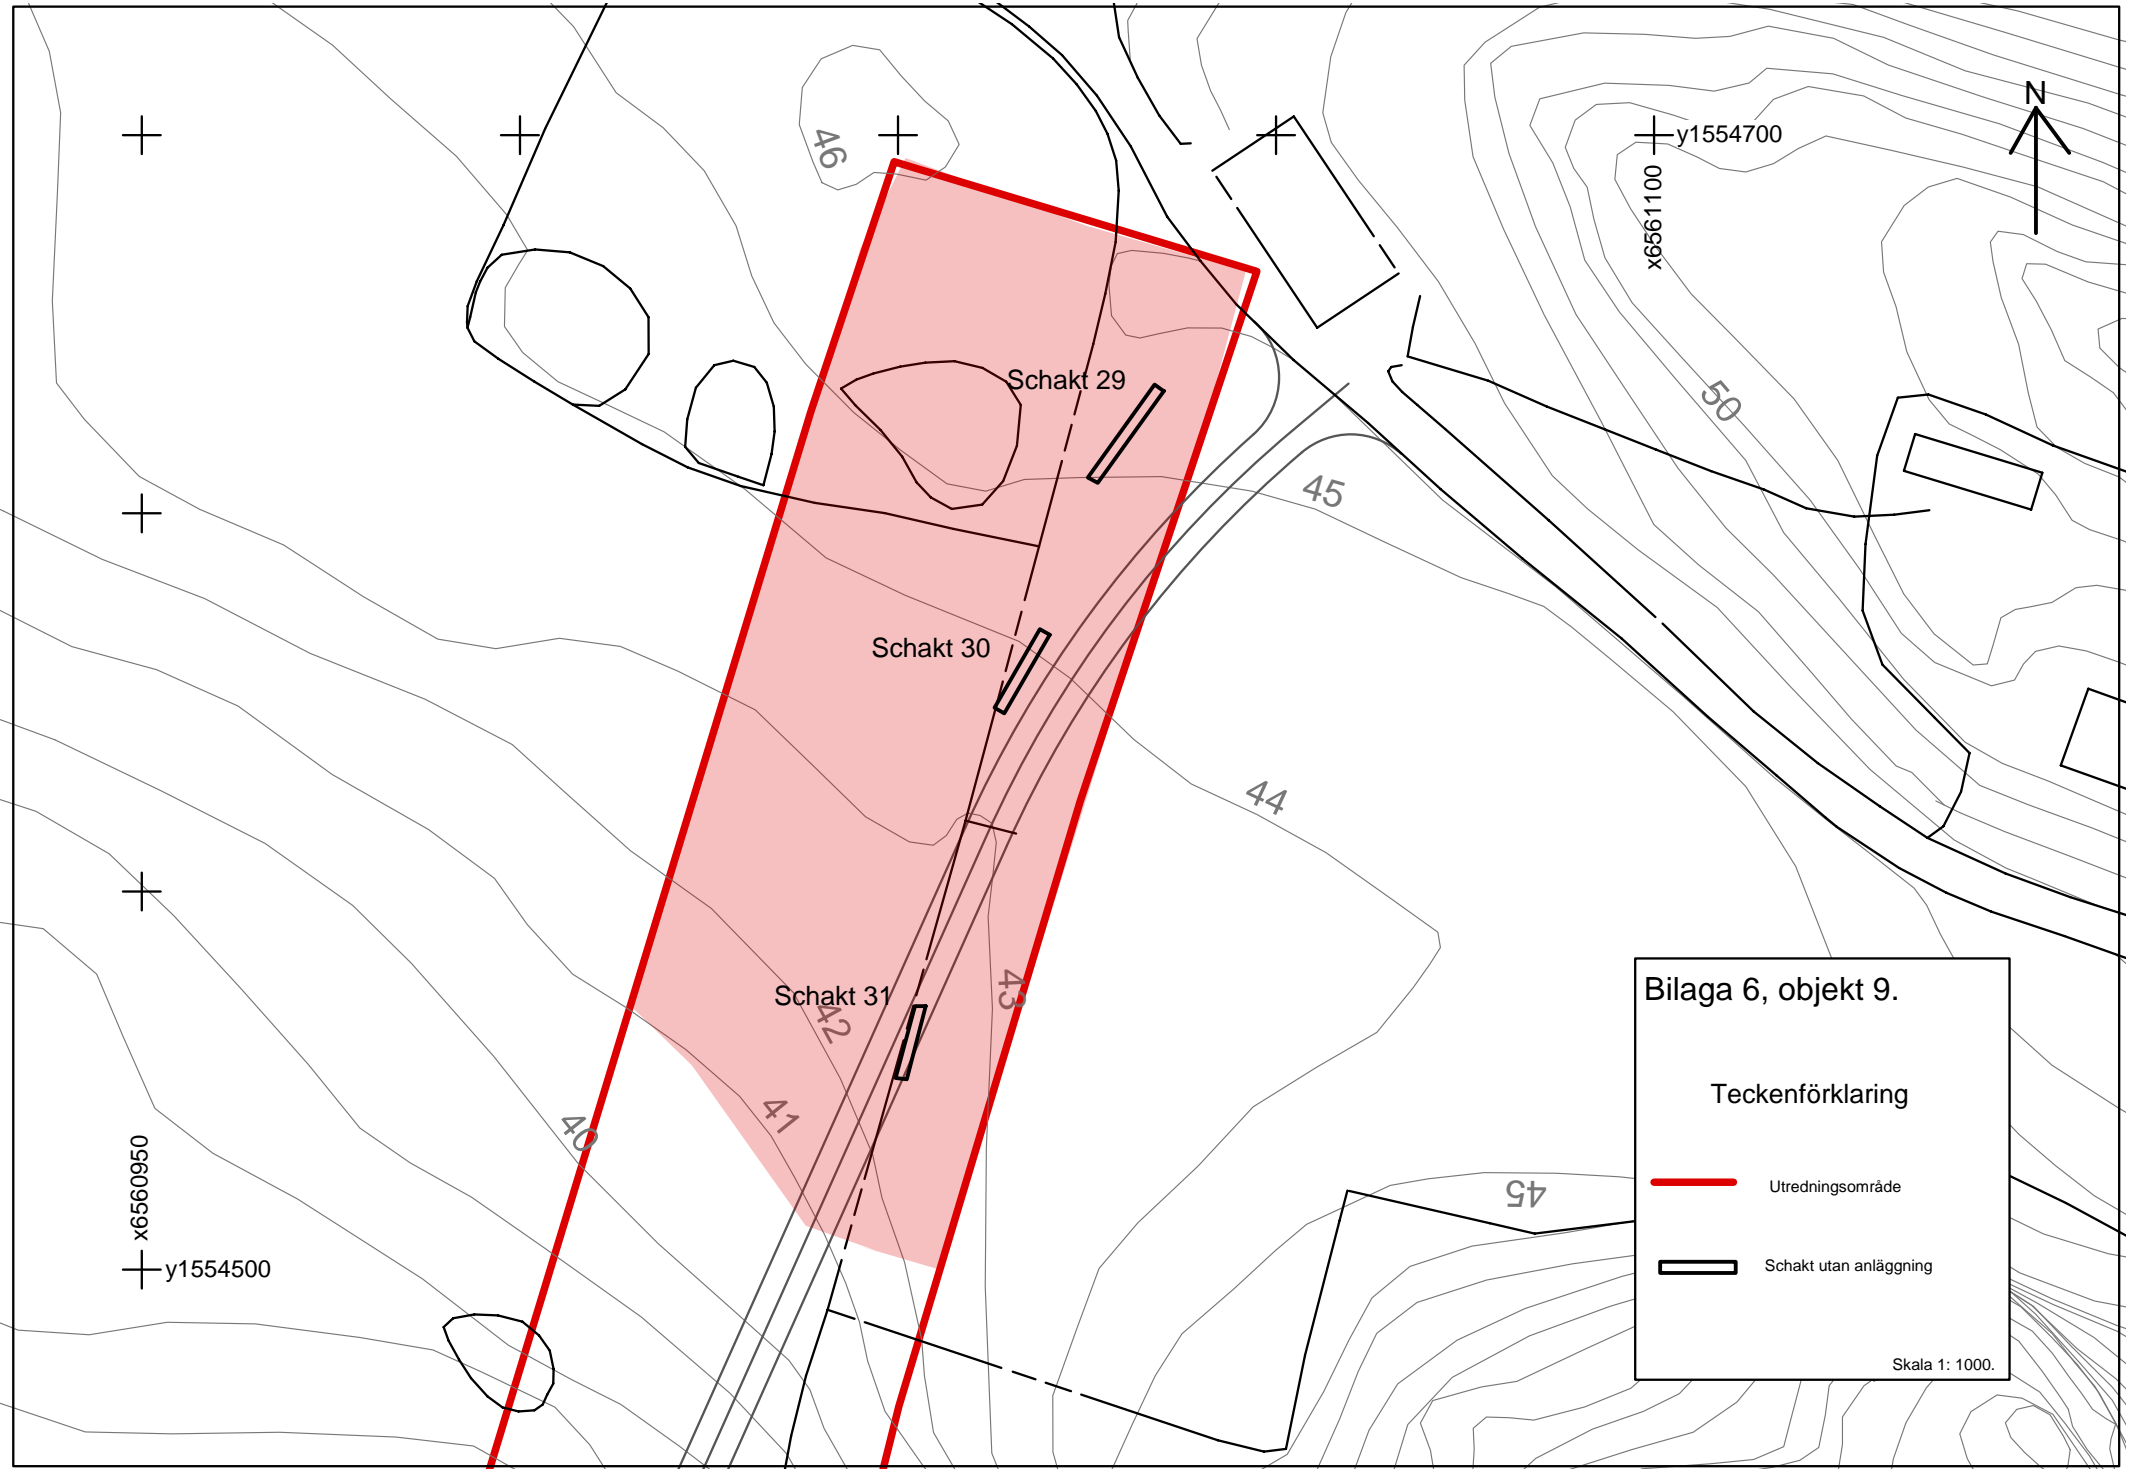 N
y1554700
x6561100
46
Schakt 29
50
45
Schakt 30
44
Schakt 31
42
43
41
40
x6560950
y1554500
45
Bilaga 6, objekt 9.
Teckenförklaring
Utredningsområde
Schakt utan anläggning
Skala 1: 1000.